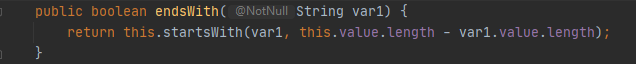 public boolean endsWith( @NotNull String var1) {
return this.startsWith(var1, this.value.length - var1.value.length);
}